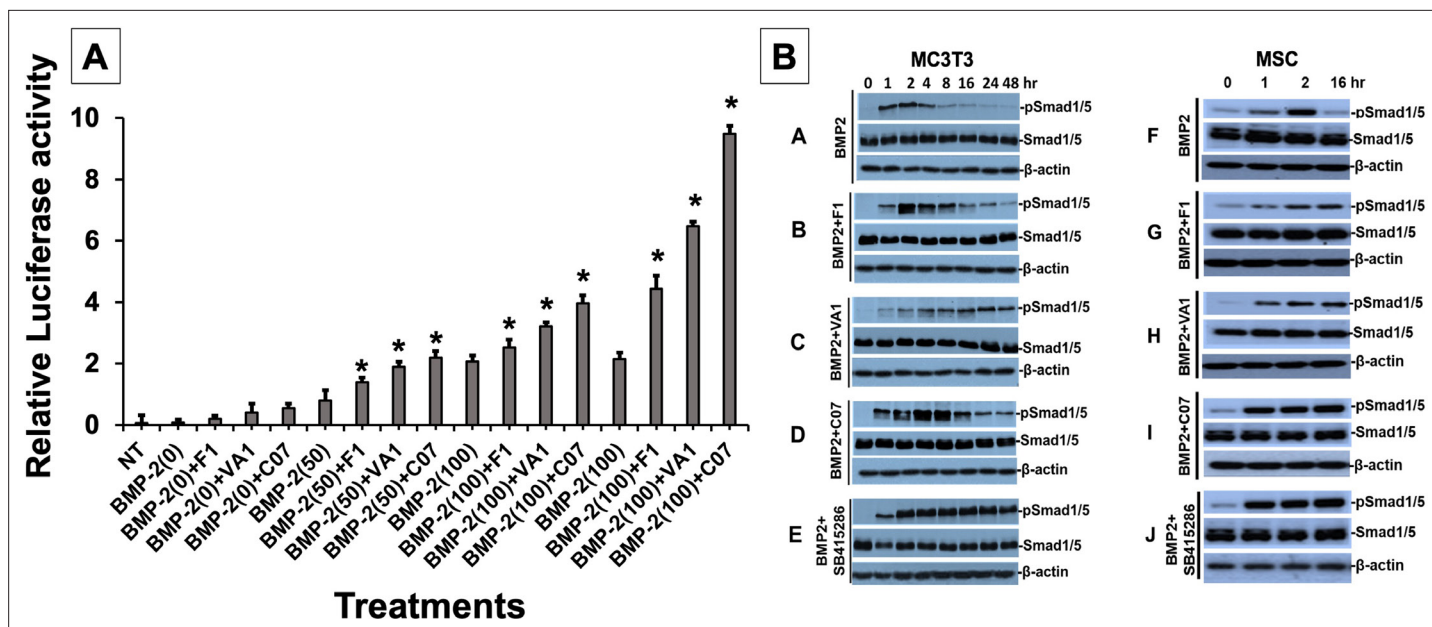 A
Relative Luciferase activity
10
8
6
4
2
0
*
*
*
*
*
*
*
*
*
NT
BMP-2(0)
BMP-2(0)+F1
BMP-2(0)+VA1
BMP-2(0)+C07
BMP-2(50)
BMP-2(50)+F1
BMP-2(50)+VA1
BMP-2(50)+C07
BMP-2(100)
BMP-2(100)+F1
BMP-2(100)+VA1
BMP-2(100)+C07
BMP-2(100)
BMP-2(100)+F1
BMP-2(100)+VA1
BMP-2(100)+C07
Treatments
B
MC3T3
0 1 2 4 8 16 24 48 hr
A
BMP2
-pSmad1/5
-Smad1/5
-β-actin
B
BMP2+F1
-pSmad1/5
-Smad1/5
-β-actin
C
BMP2+VA1
-pSmad1/5
-Smad1/5
-β-actin
D
BMP2+C07
-pSmad1/5
-Smad1/5
-β-actin
E
BMP2+
SB415286
-pSmad1/5
-Smad1/5
-β-actin
MSC
0 1 2 16 hr
F
BMP2
-pSmad1/5
-Smad1/5
-β-actin
G
BMP2+F1
-pSmad1/5
-Smad1/5
-β-actin
H
BMP2+VA1
-pSmad1/5
Smad1/5
-β-actin
I
BMP2+C07
-pSmad1/5
-Smad1/5
-β-actin
J
BMP2+
SB415286
-pSmad1/5
-Smad1/5
-β-actin